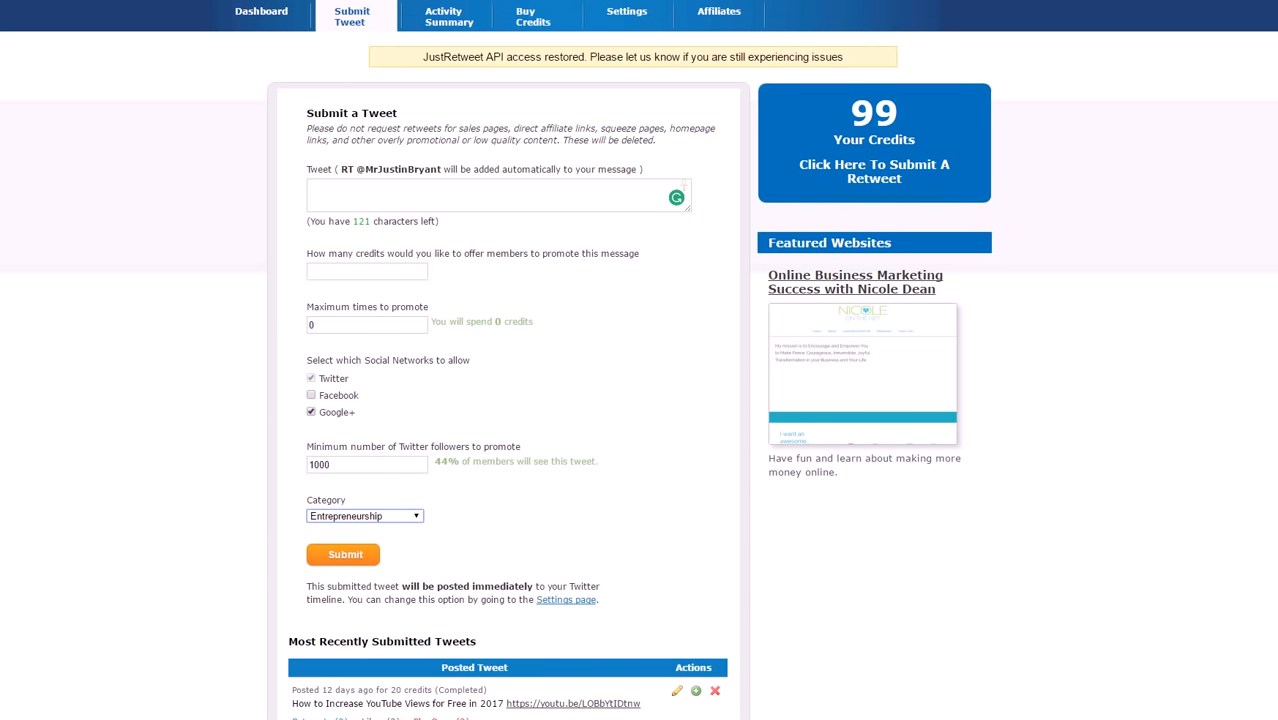 Dashboard
Submit
Tweet
Activity
Summary
Buy
Credits
Settings
Affiliates
JustRetweet API access restored. Please let us know if you are still experiencing issues
Submit a Tweet
Please do not request retweets for sales pages, direct affiliate links, squeeze pages, homepage
links, and other overly promotional or low quality content. These will be deleted.
Tweet ( RT @MrJustinBryant will be added automatically to your message )
(You have 121 characters left)
How many credits would you like to offer members to promote this message
Maximum times to promote
0
You will spend 0 credits
Select which Social Networks to allow
Twitter
Facebook
Google+
Minimum number of Twitter followers to promote
1000
44% of members will see this tweet.
Category
Entrepreneurship
Submit
This submitted tweet will be posted immediately to your Twitter
timeline. You can change this option by going to the Settings page.
Most Recently Submitted Tweets
Posted Tweet Actions
Posted 12 days ago for 20 credits (Completed)
How to Increase YouTube Views for Free in 2017 https://youtu.be/LOBbYtIDtnw
99
Your Credits
Click Here To Submit A
Retweet
Featured Websites
Online Business Marketing
Success with Nicole Dean
NICOLE
I want an
awesome...
Have fun and learn about making more
money online.